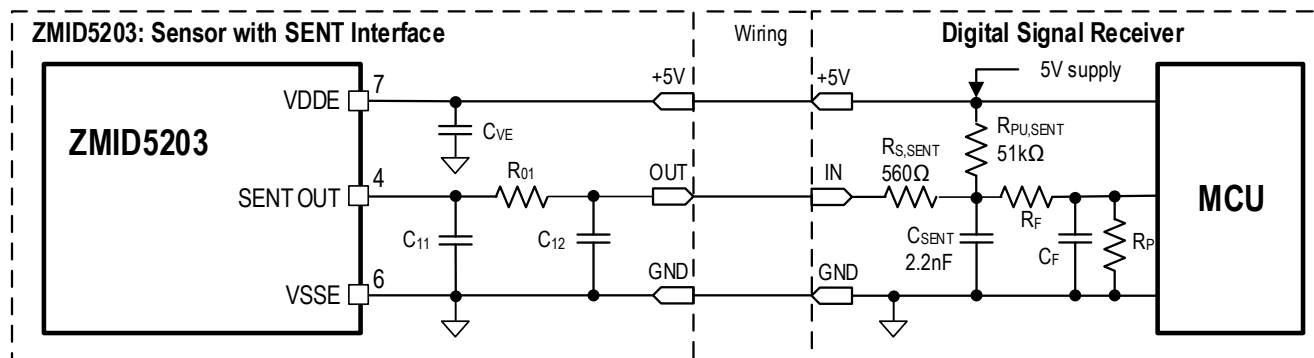 ZMID5203: Sensor with SENT Interface
Wiring
Digital Signal Receiver
ZMID5203
VDDE
7
+5V
+5V
5V supply
MCU
CVE
RPU,SENT
51kΩ
RS,SENT
560Ω
SENT OUT
4
R01
OUT
IN
RF
C11
C12
CSENT
2.2nF
CF
RP
VSSE
6
GND
GND